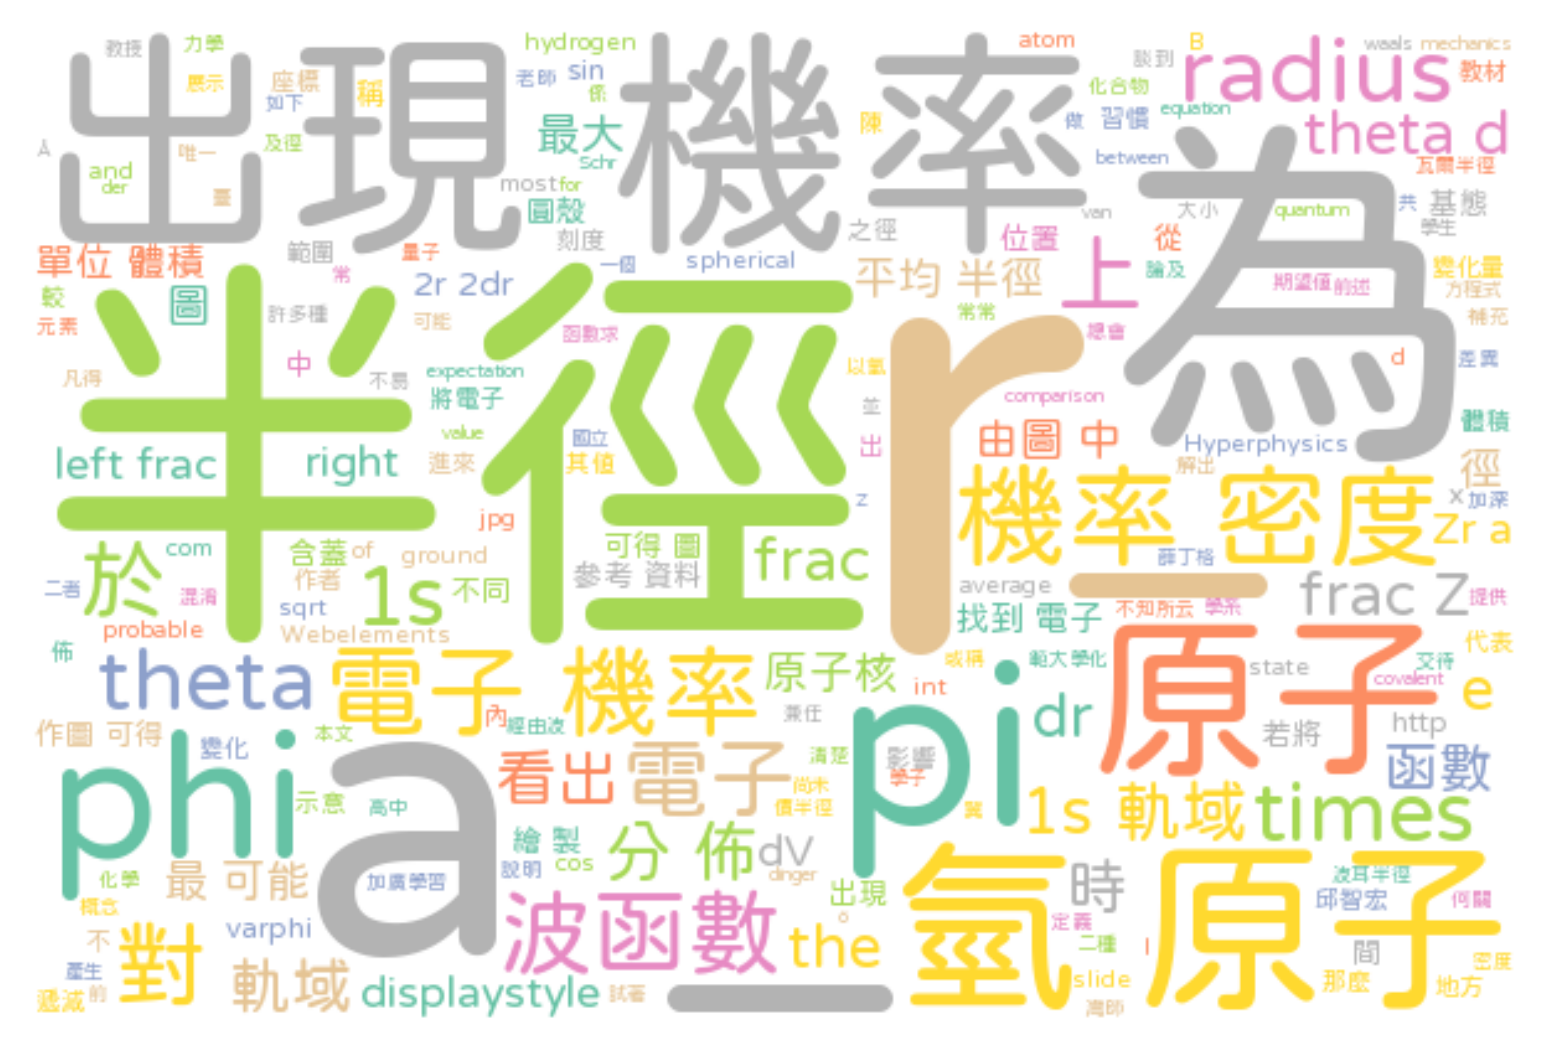 教授 力學
展示
and
der
唯一
臺
出現機率
座標
如下
及徑
稱
hydrogen
老師 sin
係
最大
Schr
most for
圓殼
刻度
atom
陳
做 習慣
化合物
談到 B
equation
between
radius
waals mechanics
教材
theta d
瓦爾半徑
共 基態
學生
quantum
大小
van
為
單位 體積
範圍
常
量子
2r 2dr
可能
一個 spherical
之徑
平均 半徑
位置
上
從
論及
常常
總會
期望值 前述
變化量
方程式
補充
較
元素
圖
許多種
凡得
中
不易
半徑
expectation
將電子
value
進來
函數求
國立
其值
以氫
並
出
z
r_
comparison
由圖 中
d
差異
體積
Hyperphysics
解出
徑
x 加深
left frac right
jpg
機率 密度
Zr a
於
com
含蓋 of ground
作者
1s 不同
可得 圖
參考 資料
frac
average
薛丁格
找到 電子
不知所云 學系
frac Z
提供
二者 混淆
probable
sqrt
Webelements
佈
theta
電子 機率
原子核
或稱
範大學化
int
原子
state
交待
covalent
代表
e
作圖 可得
變化
本文
內
經由波
兼任
dr
若將
http
函數
phi
示意
高中
a_
看出
電子
清楚
尚未
價半徑
影響
學子
pi
冀
1s 軌域
times
繪 製
說明 cos
分 佈
dV
dinger
出現
化學
概念
最 可能
加廣學習
波函數
the
氫原子
時
定義
二種
slide
灣師
l
波耳半徑
邱智宏
何關
間
那麼
地方
密度
不
產生
遞減 前
對
varphi
軌域
displaystyle
試著